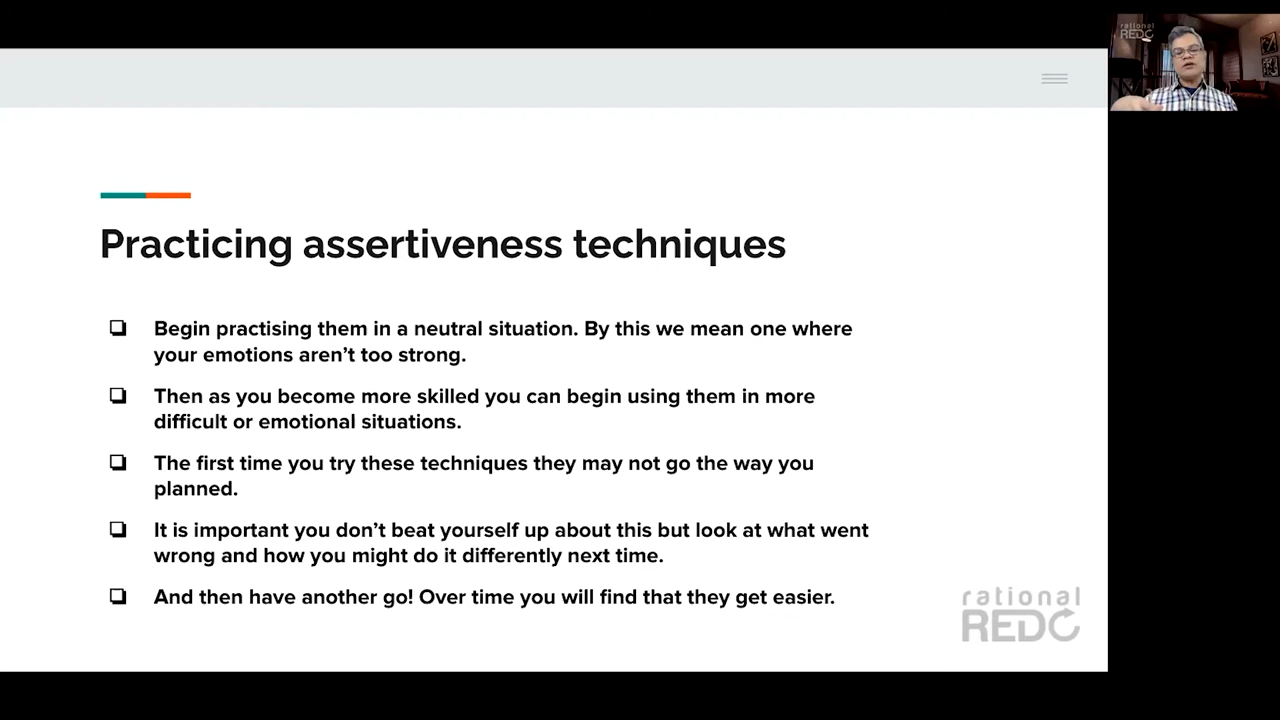 rational
REDO
Practicing assertiveness techniques
Begin practising them in a neutral situation. By this we mean one where
your emotions aren't too strong.
Then as you become more skilled you can begin using them in more
difficult or emotional situations.
The first time you try these techniques they may not go the way you
planned.
It is important you don't beat yourself up about this but look at what went
wrong and how you might do it differently next time.
And then have another go! Over time you will find that they get easier.
rational
REDO